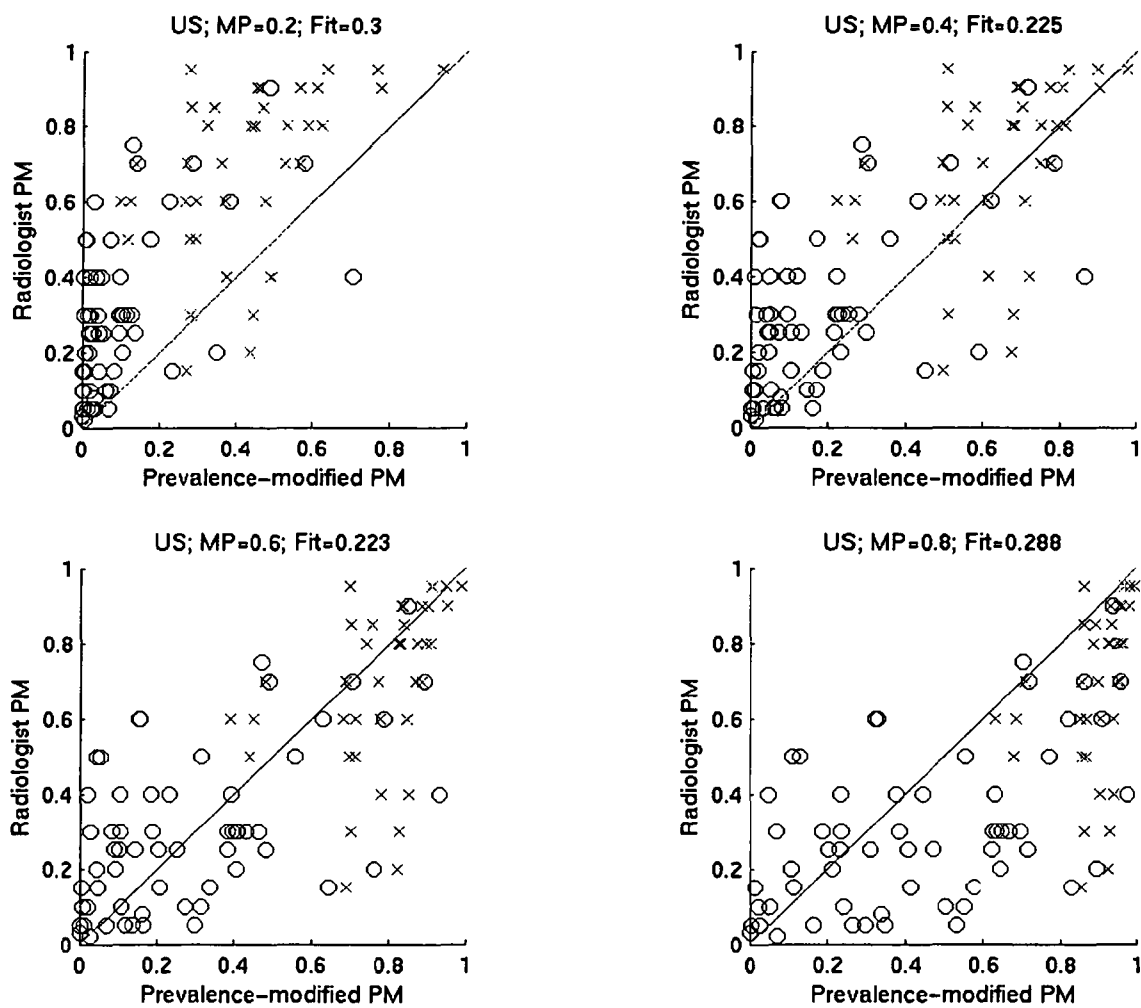 US; MP=0.2; Fit=0.3
1
0.8
0.6
0.4
0.2
0
Radiologist PM
0 0.2 0.4 0.6 0.8 1
Prevalence-modified PM
US; MP=0.4; Fit=0.225
1
0.8
0.6
0.4
0.2
0
Radiologist PM
0 0.2 0.4 0.6 0.8 1
Prevalence-modified PM
US; MP=0.6; Fit=0.223
1
0.8
0.6
0.4
0.2
0
Radiologist PM
0 0.2 0.4 0.6 0.8 1
Prevalence-modified PM
US; MP=0.8; Fit=0.288
1
0.8
0.6
0.4
0.2
0
Radiologist PM
0 0.2 0.4 0.6 0.8 1
Prevalence-modified PM